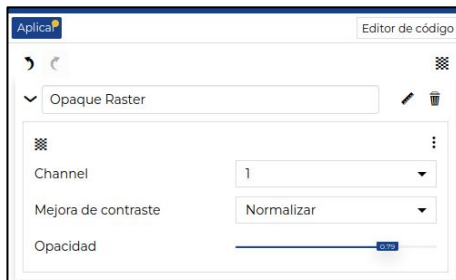 Aplicar
Editor de código
Opaque Raster
Channel
1
Mejora de contraste
Normalizar
Opacidad
0.79